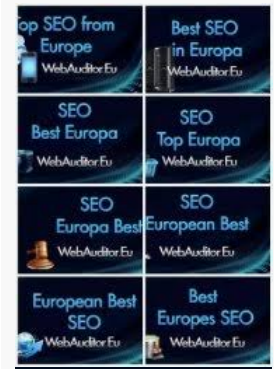 op SEO from
Europe
WebAuditor.Eu
Best SEO
in Europa
WebAuditor.Eu
SEO
Best Europa
WebAuditor.Eu
SEO
Top Europa
WebAuditor.Eu
SEO
Europa Best
WebAuditor.Eu
SEO
European Best
WebAuditor.Eu
European Best
SEO
WebAuditor.Eu
Best
Europes SEO
WebAuditor.Eu